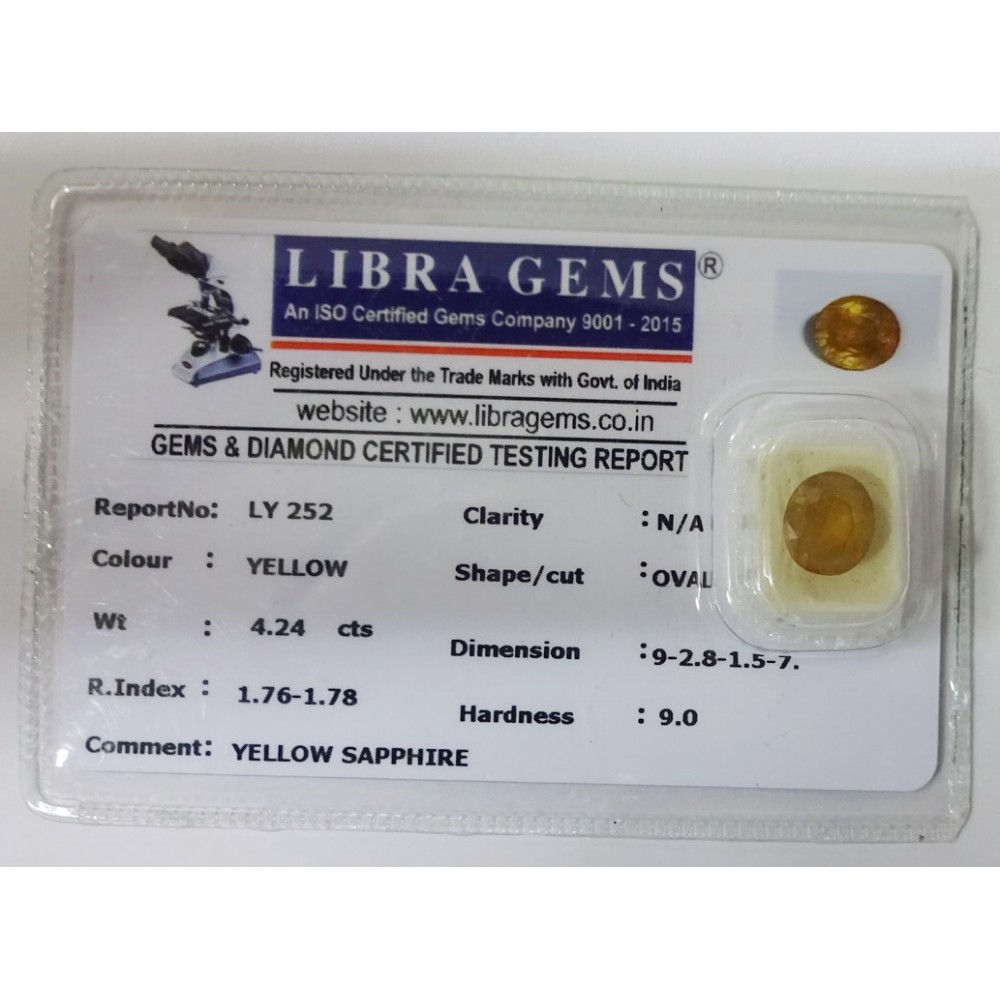 LIBRA GEMS ®
An ISO Certified Gems Company 9001 - 2015
Registered Under the Trade Marks with Govt. of India
website : www.libragems.co.in
GEMS & DIAMOND CERTIFIED TESTING REPORT
ReportNo: LY 252
Clarity : N/A
Colour : YELLOW
Shape/cut : OVAL
Wt : 4.24 cts
Dimension : 9-2.8-1.5-7.
R.Index : 1.76-1.78
Hardness : 9.0
Comment: YELLOW SAPPHIRE